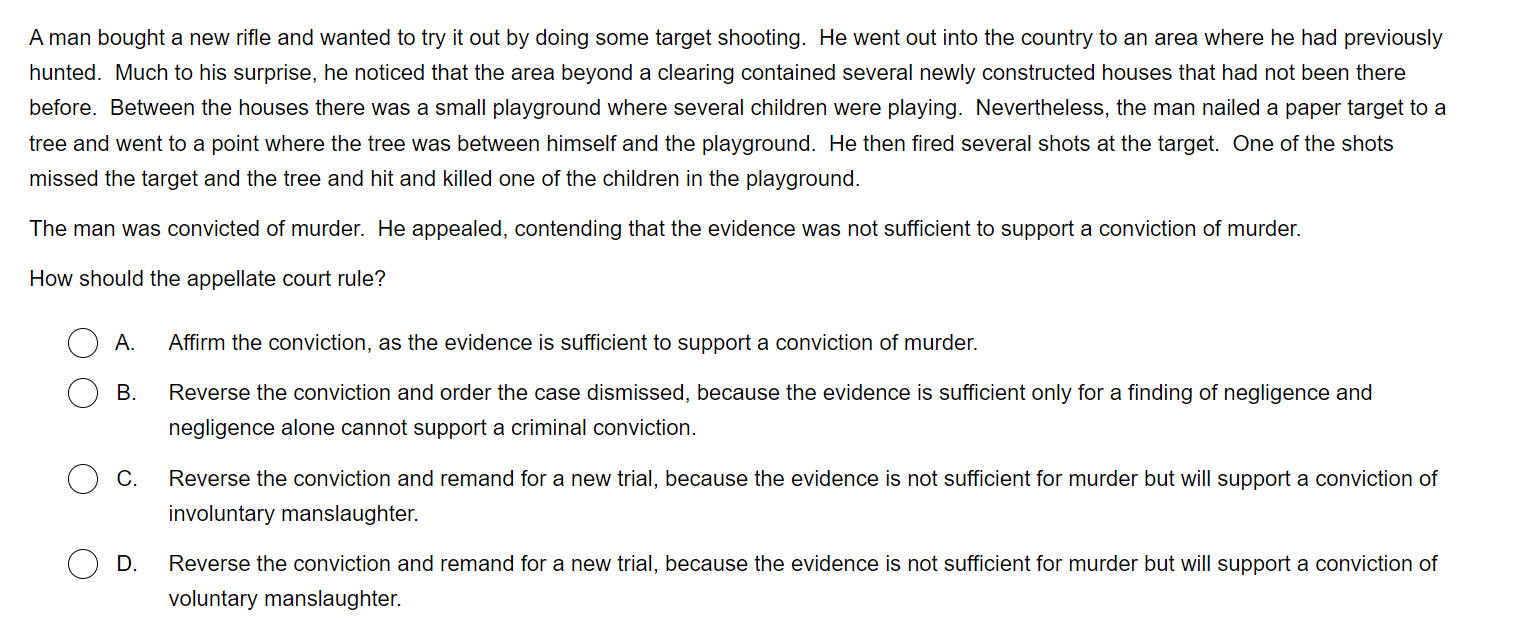 A man bought a new rifle and wanted to try it out by doing some target shooting.  He went out into the country to an area where he had previously
hunted.  Much to his surprise, he noticed that the area beyond a clearing contained several newly constructed houses that had not been there
before.  Between the houses there was a small playground where several children were playing.  Nevertheless, the man nailed a paper target to a
tree and went to a point where the tree was between himself and the playground.  He then fired several shots at the target.  One of the shots
missed the target and the tree and hit and killed one of the children in the playground.
The man was convicted of murder.  He appealed, contending that the evidence was not sufficient to support a conviction of murder.
How should the appellate court rule?
A. Affirm the conviction, as the evidence is sufficient to support a conviction of murder.
B. Reverse the conviction and order the case dismissed, because the evidence is sufficient only for a finding of negligence and
negligence alone cannot support a criminal conviction.
C. Reverse the conviction and remand for a new trial, because the evidence is not sufficient for murder but will support a conviction of
involuntary manslaughter.
D. Reverse the conviction and remand for a new trial, because the evidence is not sufficient for murder but will support a conviction of
voluntary manslaughter.